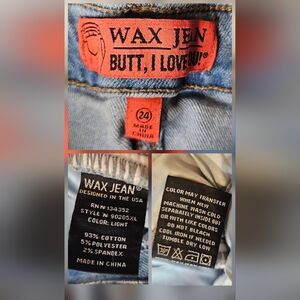 WAX JEAN
BUTT, I LOVE YOU!®
24
MADE
IN
CHINA
WAX JEAN®
DESIGNED IN THE USA
RN № 134352
STYLE № 90205XL
COLOR: LIGHT
93% COTTON
5% POLYESTER
2% SPANDEX
MADE IN CHINA
COLOR MAY TRANSFER
WHEN NEW
MACHINE WASH COLD
SEPARATELY INSIDE OUT
OR WITH LIKE COLORS
DO NOT BLEACH
COOL IRON IF NEEDED
TUMBLE DRY LOW